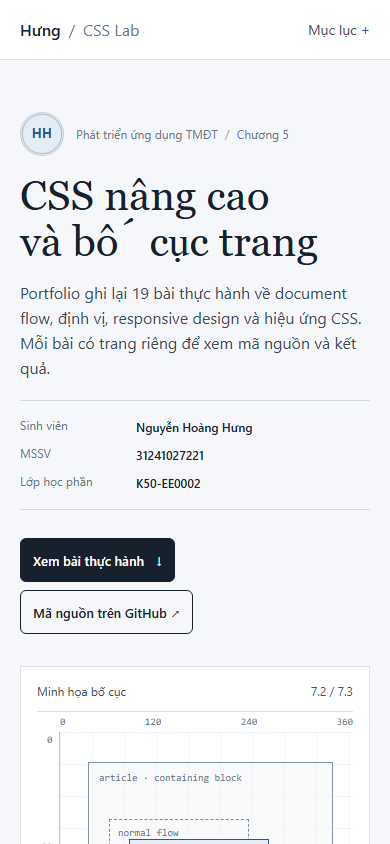 Hưng / CSS Lab
Mục lục +
HH
Phát triển ứng dụng TMĐT / Chương 5
CSS nâng cao
và bố cục trang
Portfolio ghi lại 19 bài thực hành về document
flow, định vị, responsive design và hiệu ứng CSS.
Mỗi bài có trang riêng để xem mã nguồn và kết
quả.
Sinh viên
Nguyễn Hoàng Hưng
MSSV
31241027221
Lớp học phần
K50-EE0002
Xem bài thực hành ↓
Mã nguồn trên GitHub ↗
Minh họa bố cục
7.2 / 7.3
0 120 240 360
0
article · containing block
normal flow